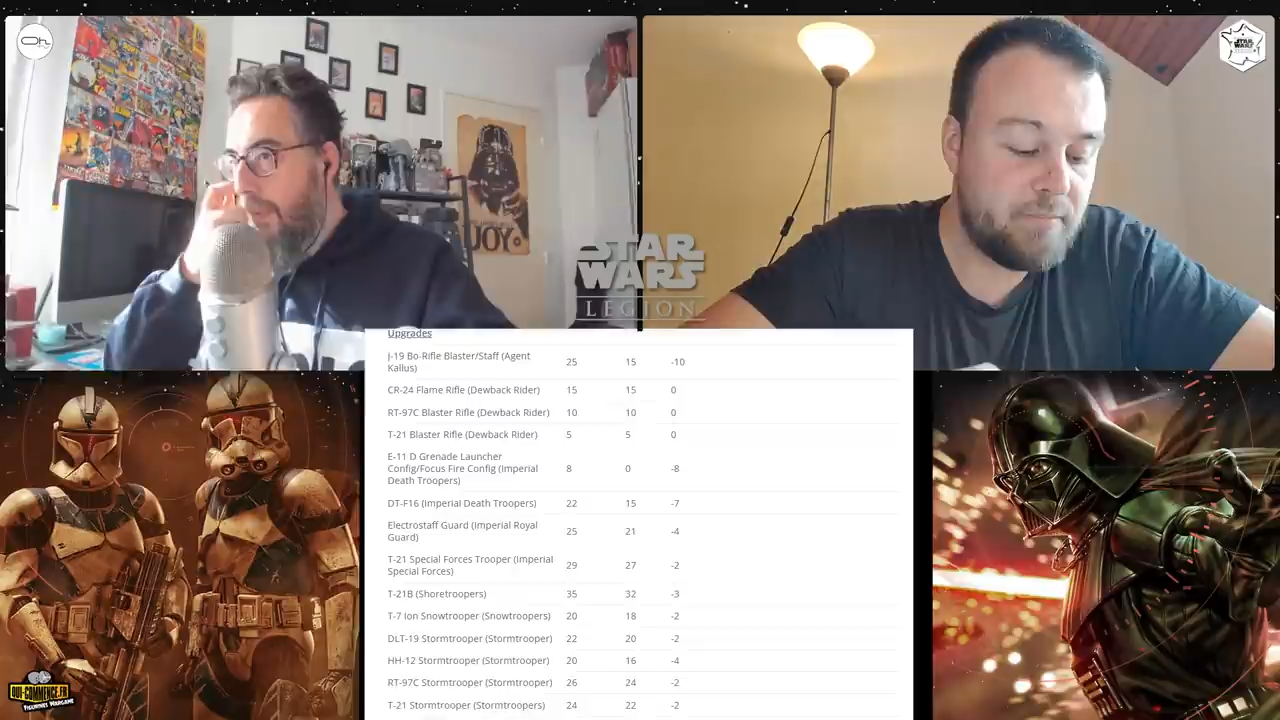 STAR
WARS
LEGION
JOY
STAR
WARS
Upgrades
J-19 Bo-Rifle Blaster/Staff (Agent
Kallus) 25 15 -10
CR-24 Flame Rifle (Dewback Rider) 15 15 0
RT-97C Blaster Rifle (Dewback Rider) 10 10 0
T-21 Blaster Rifle (Dewback Rider) 5 5 0
E-11 D Grenade Launcher
Config/Focus Fire Config (Imperial
Death Troopers) 8 0 -8
DT-F16 (Imperial Death Troopers) 22 15 -7
Electrostaff Guard (Imperial Royal
Guard) 25 21 -4
T-21 Special Forces Trooper (Imperial
Special Forces) 29 27 -2
T-21B (Shoretroopers) 35 32 -3
T-7 Ion Snowtrooper (Snowtroopers) 20 18 -2
DLT-19 Stormtrooper (Stormtrooper) 22 20 -2
HH-12 Stormtrooper (Stormtrooper) 20 16 -4
RT-97C Stormtrooper (Stormtrooper) 26 24 -2
T-21 Stormtrooper (Stormtroopers) 24 22 -2
QUI-COMMENCE.FR
FIGURINES WARGAME